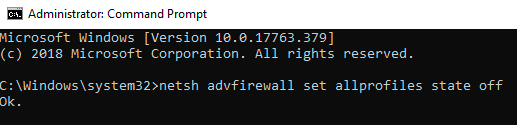 Administrator: Command Prompt
Microsoft Windows [Version 10.0.17763.379]
(c) 2018 Microsoft Corporation. All rights reserved.
C:\Windows\system32>netsh advfirewall set allprofiles state off
Ok.